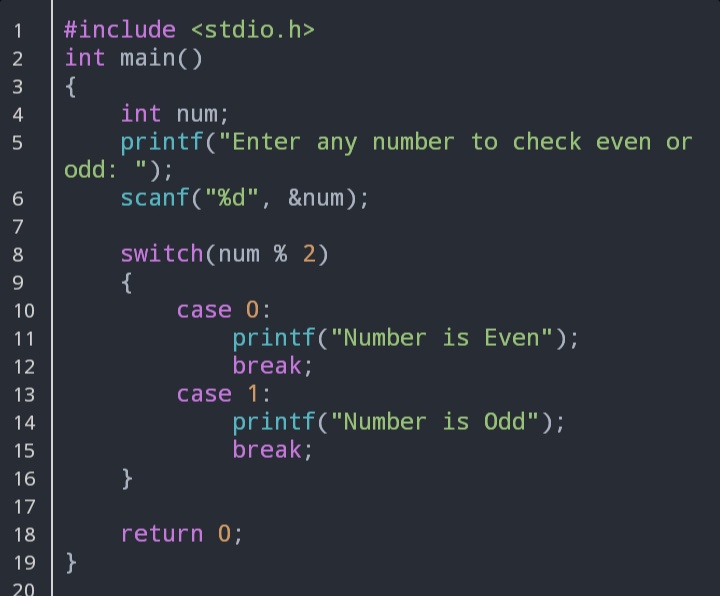 1 #include <stdio.h>
2 int main()
3 {
4 int num;
5 printf("Enter any number to check even or
odd: ");
6 scanf("%d", &num);
7
8 switch(num % 2)
9 {
10 case 0:
11 printf("Number is Even");
12 break;
13 case 1:
14 printf("Number is Odd");
15 break;
16 }
17
18 return 0;
19 }
20